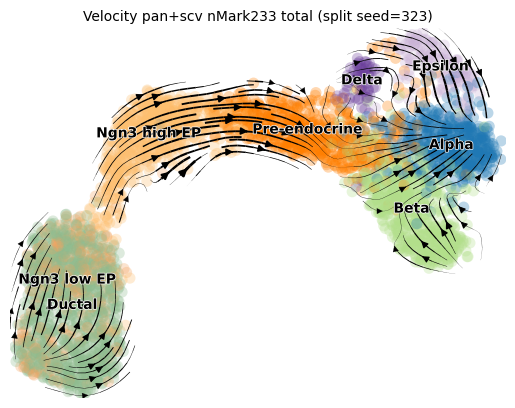 Velocity pan+scv nMark233 total (split seed=323)
Epsilon
Delta
Pre-endocrine
Ngn3 high EP
Alpha
Beta
Ngn3 low EP
Ductal